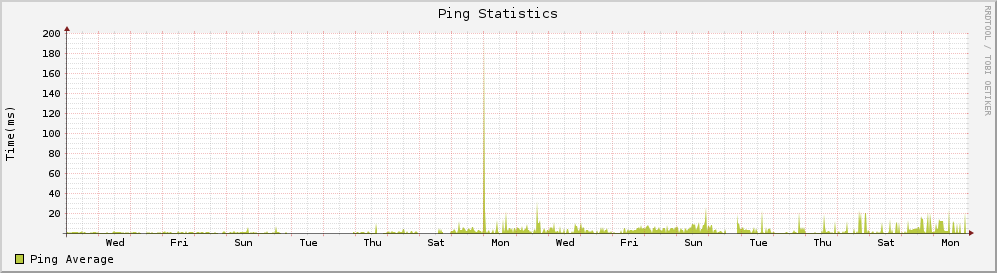 Ping Statistics
RRDTOOL / TOBI OETIKER
Time(ms)
200
180
160
140
120
100
80
60
40
20
Wed Fri Sun Tue Thu Sat Mon Wed Fri Sun Tue Thu Sat Mon
Ping Average